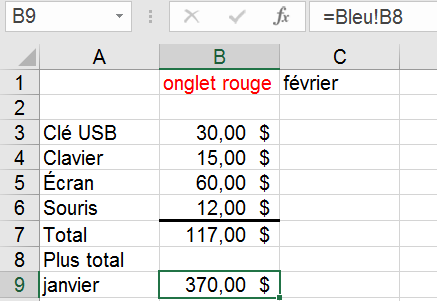 B9 fx =Bleu!B8
A B C
1 onglet rouge février
2
3 Clé USB 30,00 $
4 Clavier 15,00 $
5 Écran 60,00 $
6 Souris 12,00 $
7 Total 117,00 $
8 Plus total
9 janvier 370,00 $